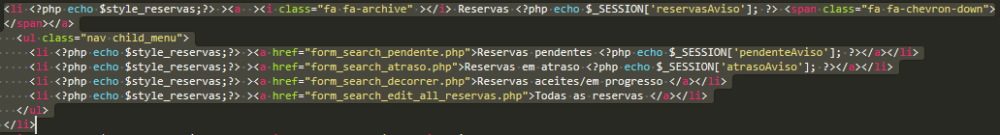 <li <?php echo $style_reservas;?> ><a  ><i class="fa fa-archive" ></i> Reservas <?php echo $_SESSION['reservasAviso']; ?> <span class="fa fa-chevron-down">
</span></a>
<ul class="nav child_menu">
<li <?php echo $style_reservas;?> ><a href="form_search_pendente.php">Reservas pendentes <?php echo $_SESSION['pendenteAviso']; ?></a></li>
<li <?php echo $style_reservas;?> ><a href="form_search_atraso.php">Reservas em atraso <?php echo $_SESSION['atrasoAviso']; ?></a></li>
<li <?php echo $style_reservas;?> ><a href="form_search_decorrer.php">Reservas aceites/em progresso </a></li>
<li <?php echo $style_reservas;?> ><a href="form_search_edit_all_reservas.php">Todas as reservas </a></li>
</ul>
</li>